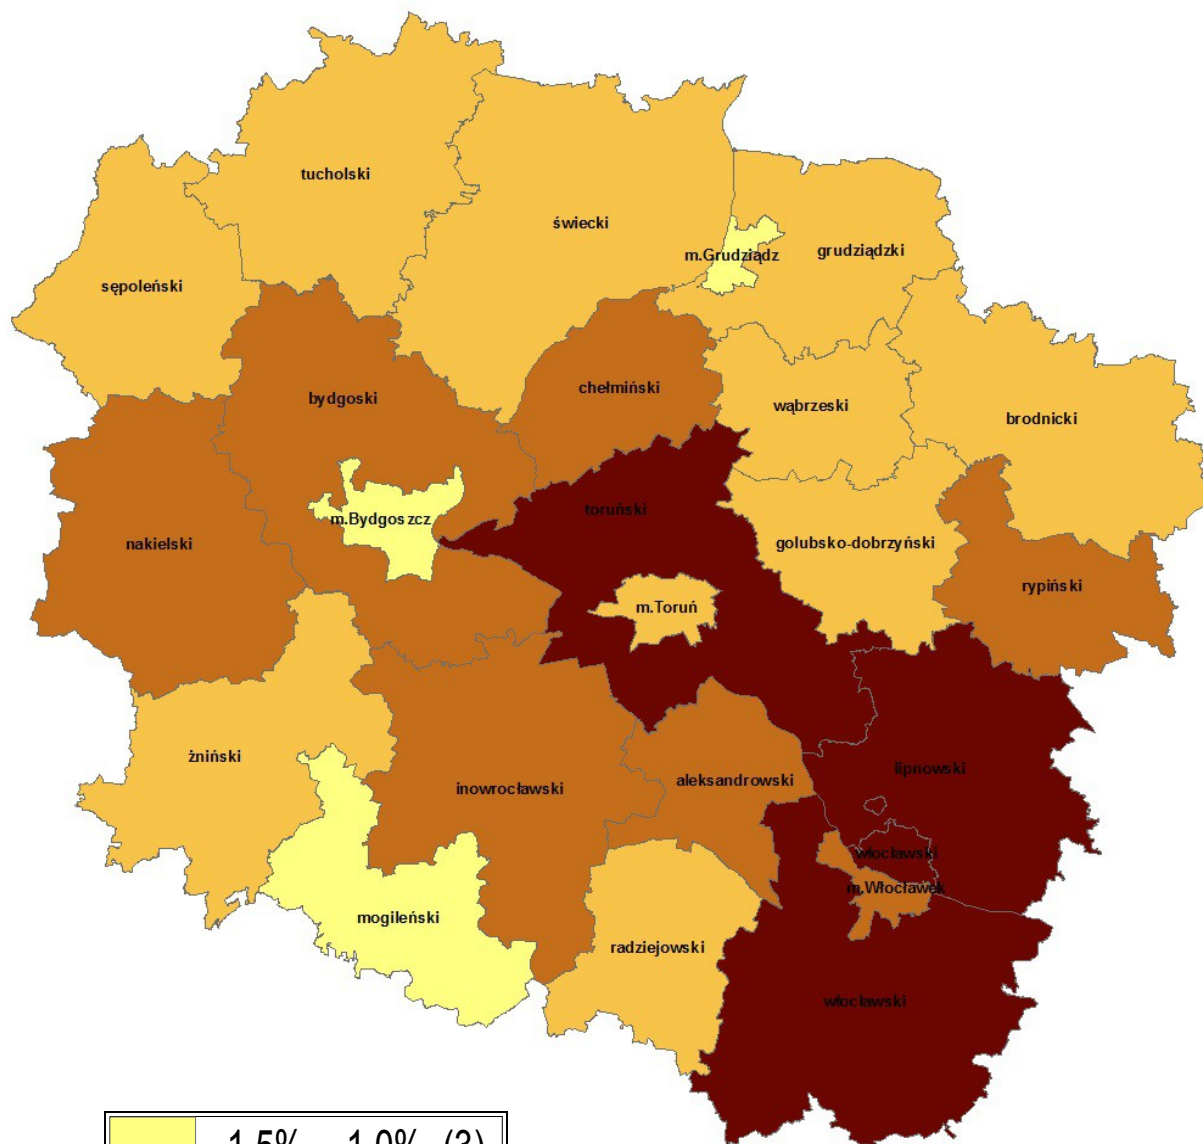 tucholski
świecki
m.Grudziądz
grudziądzki
sępoleński
bydgoski
chełmiński
wąbrzeski
brodnicki
toruński
m.Bydgoszcz
nakielski
golubsko-dobrzyński
rypiński
m.Toruń
żniński
inowrocławski
aleksandrowski
lipnowski
włocławski
m.Włocławek
mogileński
radziejowski
włocławski